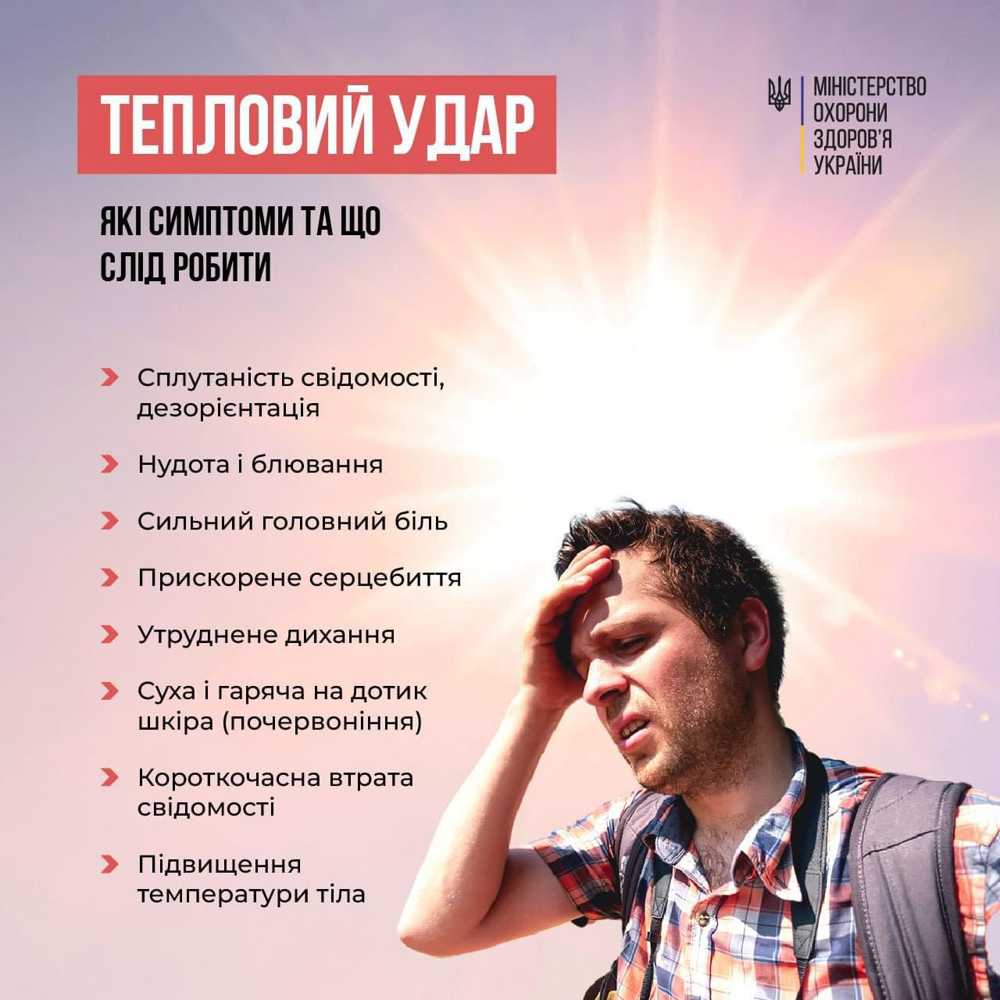 ТЕПЛОВИЙ УДАР
МІНІСТЕРСТВО
ОХОРОНИ
ЗДОРОВ'Я
УКРАЇНИ
ЯКІ СИМПТОМИ ТА ЩО
СЛІД РОБИТИ
Сплутаність свідомості,
дезорієнтація
Нудота і блювання
Сильний головний біль
Прискорене серцебиття
Утруднене дихання
Суха і гаряча на дотик
шкіра (почервоніння)
Короткочасна втрата
свідомості
Підвищення
температури тіла